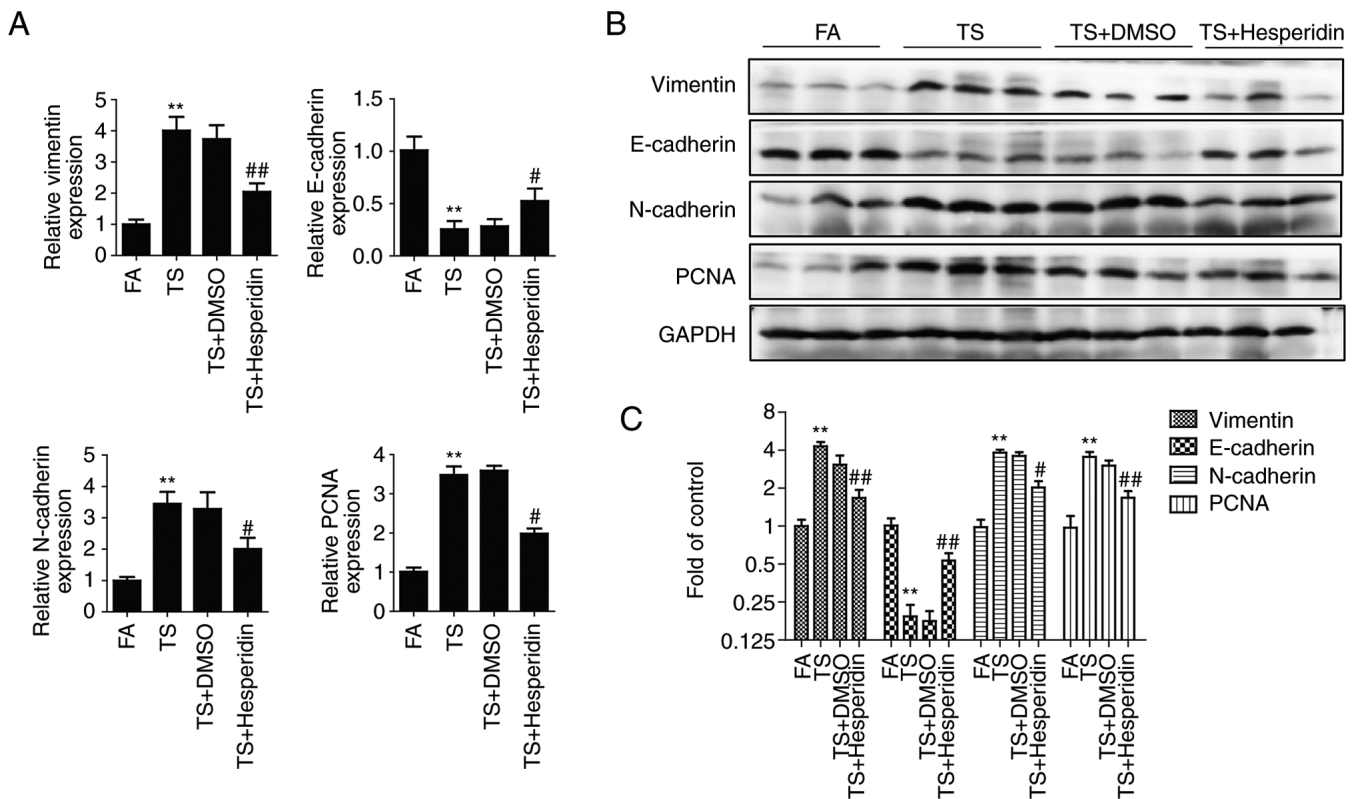 A
Relative vimentin
expression
5
4
3
2
1
0
**
##
FA
TS
TS+DMSO
TS+Hesperidin
Relative E-cadherin
expression
1.5
1.0
0.5
0.0
**
#
FA
TS
TS+DMSO
TS+Hesperidin
Relative N-cadherin
expression
5
4
3
2
1
0
**
#
FA
TS
TS+DMSO
TS+Hesperidin
Relative PCNA
expression
4
3
2
1
0
**
#
FA
TS
TS+DMSO
TS+Hesperidin
B
FA TS TS+DMSO TS+Hesperidin
Vimentin
E-cadherin
N-cadherin
PCNA
GAPDH
C
Fold of control
8
4
2
1
0.5
0.25
0.125
**
##
**
##
**
#
**
##
FA
TS
TS+DMSO
TS+Hesperidin
FA
TS
TS+DMSO
TS+Hesperidin
FA
TS
TS+DMSO
TS+Hesperidin
FA
TS
TS+DMSO
TS+Hesperidin
Vimentin
E-cadherin
N-cadherin
PCNA